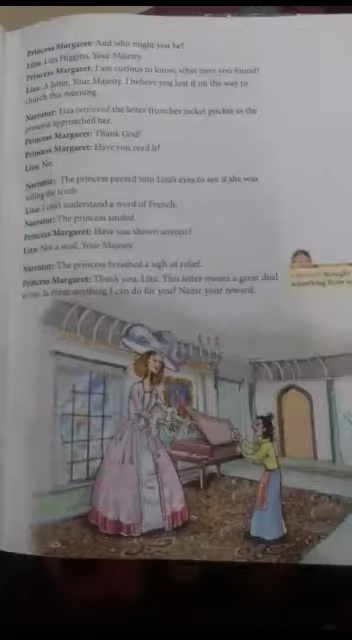 Princess Margaret: And who might you be?
Liza: Liza Higgins, Your Majesty.
Princess Margaret: I am curious to know, what have you found?
Liza: A letter, Your Majesty. I believe you lost it on the way to
church this morning.
Narrator: Liza retrieved the letter from her jacket pocket as the
princess approached her.
Princess Margaret: Thank God!
Princess Margaret: Have you read it?
Liza: No.
Narrator: The princess peered into Liza's eyes to see if she was
telling the truth.
Liza: I can't understand a word of French.
Narrator: The princess smiled.
Princess Margaret: Have you shown anyone?
Liza: Not a soul, Your Majesty.
Narrator: The princess breathed a sigh of relief.
Princess Margaret: Thank you, Liza. This letter means a great deal
to me. Is there anything I can do for you? Name your reward.
brought
something from